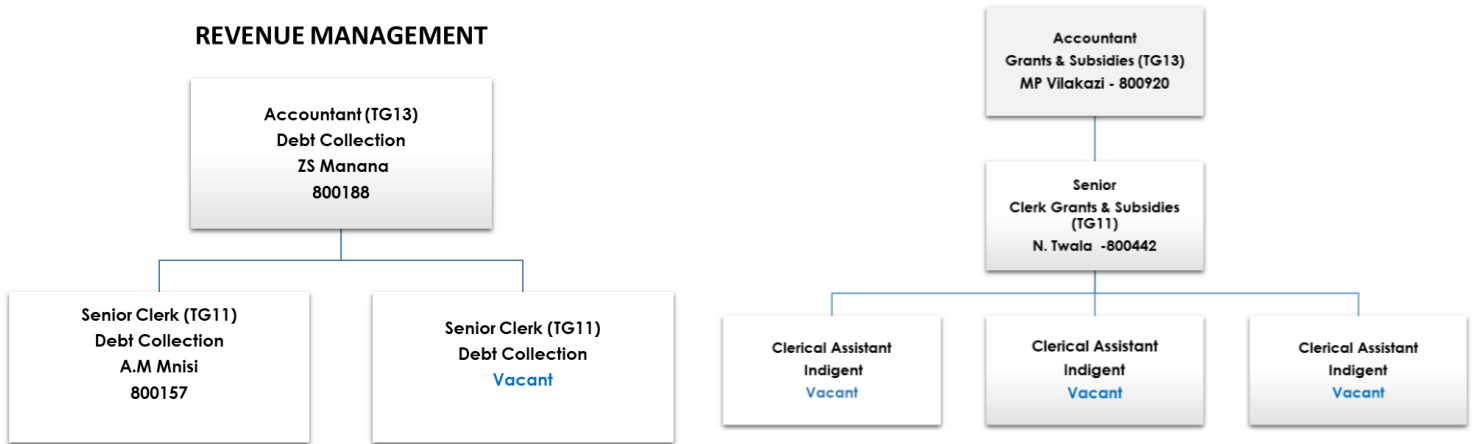 REVENUE MANAGEMENT
Accountant (TG13)
Debt Collection
ZS Manana
800188
Senior Clerk (TG11)
Debt Collection
A.M Mnisi
800157
Senior Clerk (TG11)
Debt Collection
Vacant
Accountant
Grants & Subsidies (TG13)
MP Vilakazi - 800920
Senior
Clerk Grants & Subsidies
(TG11)
N. Twala -800442
Clerical Assistant
Indigent
Vacant
Clerical Assistant
Indigent
Vacant
Clerical Assistant
Indigent
Vacant